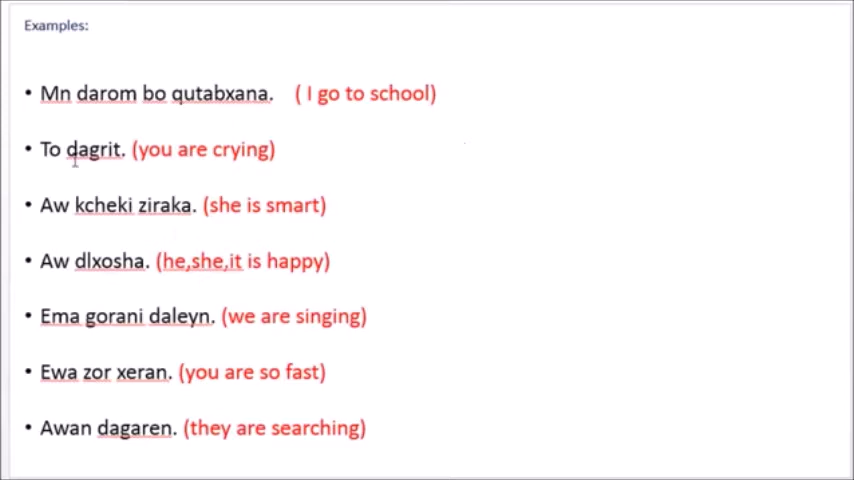 Examples:
• Mn darom bo qutabxana. ( I go to school)
• To dagrit. (you are crying)
• Aw kcheki ziraka. (she is smart)
• Aw dlxosha. (he,she,it is happy)
• Ema gorani daleyn. (we are singing)
• Ewa zor xeran. (you are so fast)
• Awan dagaren. (they are searching)